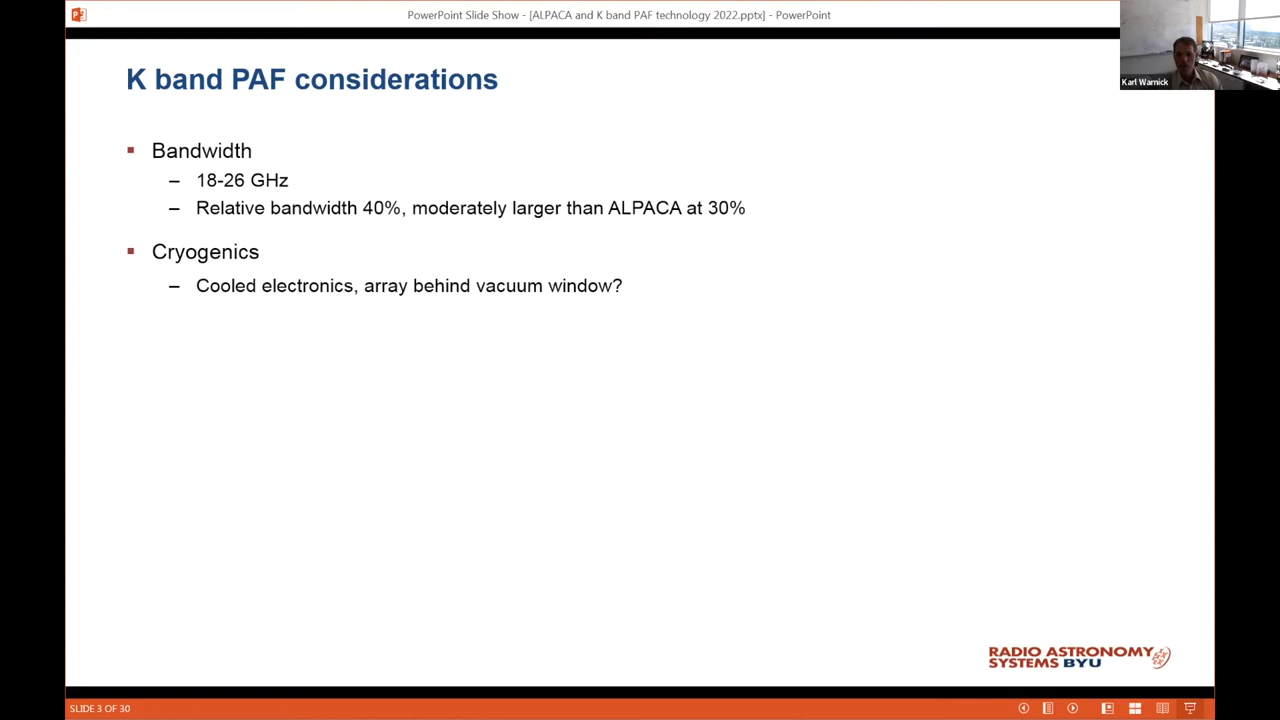 PowerPoint Slide Show - [ALPACA and K band PAF technology 2022.pptx] - PowerPoint
Karl Warnick
K band PAF considerations
▪ Bandwidth
– 18-26 GHz
– Relative bandwidth 40%, moderately larger than ALPACA at 30%
▪ Cryogenics
– Cooled electronics, array behind vacuum window?
RADIO ASTRONOMY
SYSTEMS BYU
SLIDE 3 OF 30